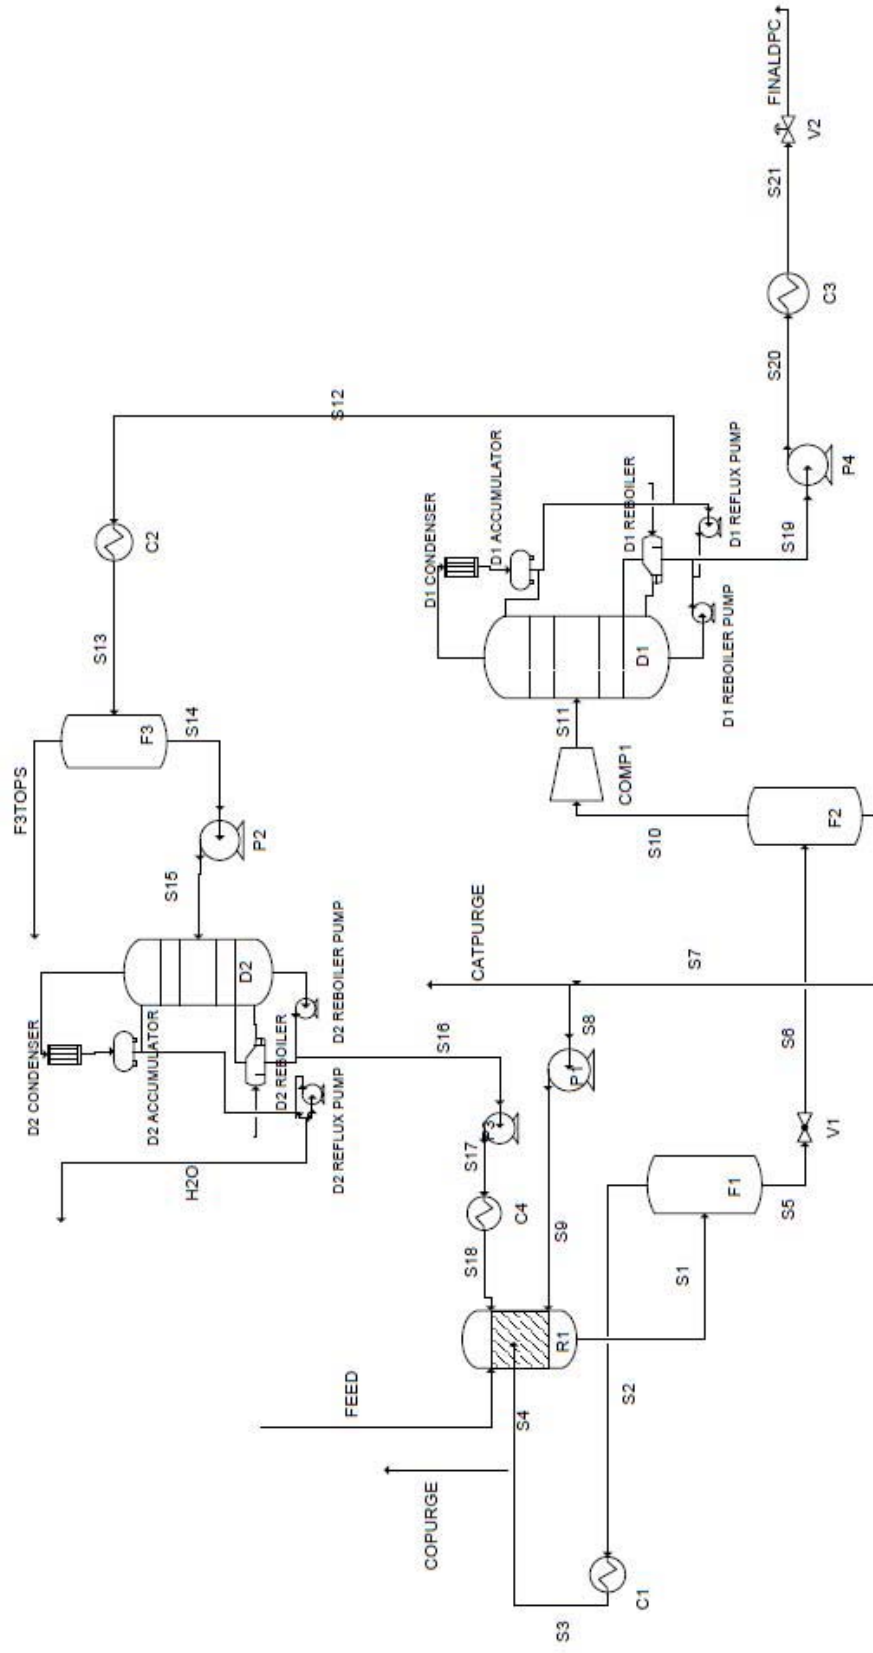 FINALDPC
V2
S21
C3
S20
P4
S19
S12
C2
S13
F3
S14
F3TOPS
P2
S15
D2
D2 CONDENSER
D2 ACCUMULATOR
D2 REBOILER
D2 REBOILER PUMP
D2 REFLUX PUMP
H2O
S16
D1 CONDENSER
D1 ACCUMULATOR
D1 REBOILER
D1 REFLUX PUMP
D1 REBOILER PUMP
D1
S11
COMP1
S10
F2
CATPURGE
S7
S8
P1
S6
V1
P3
S17
C4
S18
S9
F1
S5
S1
R1
FEED
S4
S2
COPURGE
C1
S3